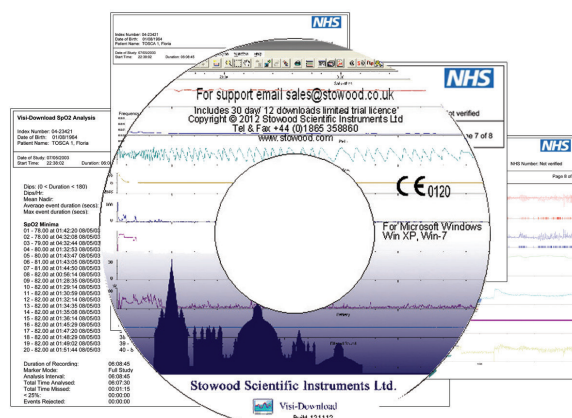 NHS
Index Number: 04-23421
Date of Birth: 01/08/1964
Patient Name: TOSCA 1, Floria
Date of Study: 07/05/2003
Start Time: 22:38:02 Duration: 06:08:45
For support email sales@stowood.co.uk
'Includes 30 day/ 12 downloads limited trial licence'
Copyright © 2012 Stowood Scientific Instruments Ltd
Tel & Fax +44 (0)1865 358860
www.stowood.com
NHS
Not verified
7 of 8
CE 0120
For Microsoft Windows
Win XP, Win-7
NHS
NHS Number: Not verified
Page 8 of
Visi-Download SpO2 Analysis
Index Number: 04-23421
Date of Birth: 01/08/1964
Patient Name: TOSCA 1, Floria
Date of Study: 07/05/2003
Start Time: 22:38:02 Duration: 06:0
Dips: (0 < Duration < 180)
Dips/Hr:
Mean Nadir:
Average event duration (secs):
Max event duration (secs):
SpO2 Minima
01 - 78.00 at 01:42:20 08/05/03
02 - 78.00 at 04:32:08 08/05/03
03 - 79.00 at 03:32:44 08/05/03
04 - 80.00 at 01:32:53 08/05/03
05 - 80.00 at 01:43:47 08/05/03
06 - 81.00 at 01:43:05 08/05/03
07 - 81.00 at 01:44:50 08/05/03
08 - 82.00 at 00:56:14 08/05/03
09 - 82.00 at 01:28:35 08/05/03
10 - 82.00 at 01:29:14 08/05/03
11 - 82.00 at 01:30:59 08/05/03
12 - 82.00 at 01:32:14 08/05/03
13 - 82.00 at 01:34:35 08/05/03
14 - 82.00 at 01:35:08 08/05/03
15 - 82.00 at 01:36:14 08/05/03
16 - 82.00 at 01:45:29 08/05/03
17 - 82.00 at 01:47:20 08/05/03
18 - 82.00 at 01:48:29 08/05/03
19 - 82.00 at 01:49:02 08/05/03
20 - 82.00 at 01:51:44 08/05/03
Duration of Recording: 06:08:45
Marker Mode: Full Study
Analysis Interval: 06:08:45
Total Time Analysed: 06:07:30
Total Time Missed: 00:01:15
< 25%: 00:00:00
Events Rejected: 00:00:00
Stowood Scientific Instruments Ltd.
Visi-Download
Build 121112